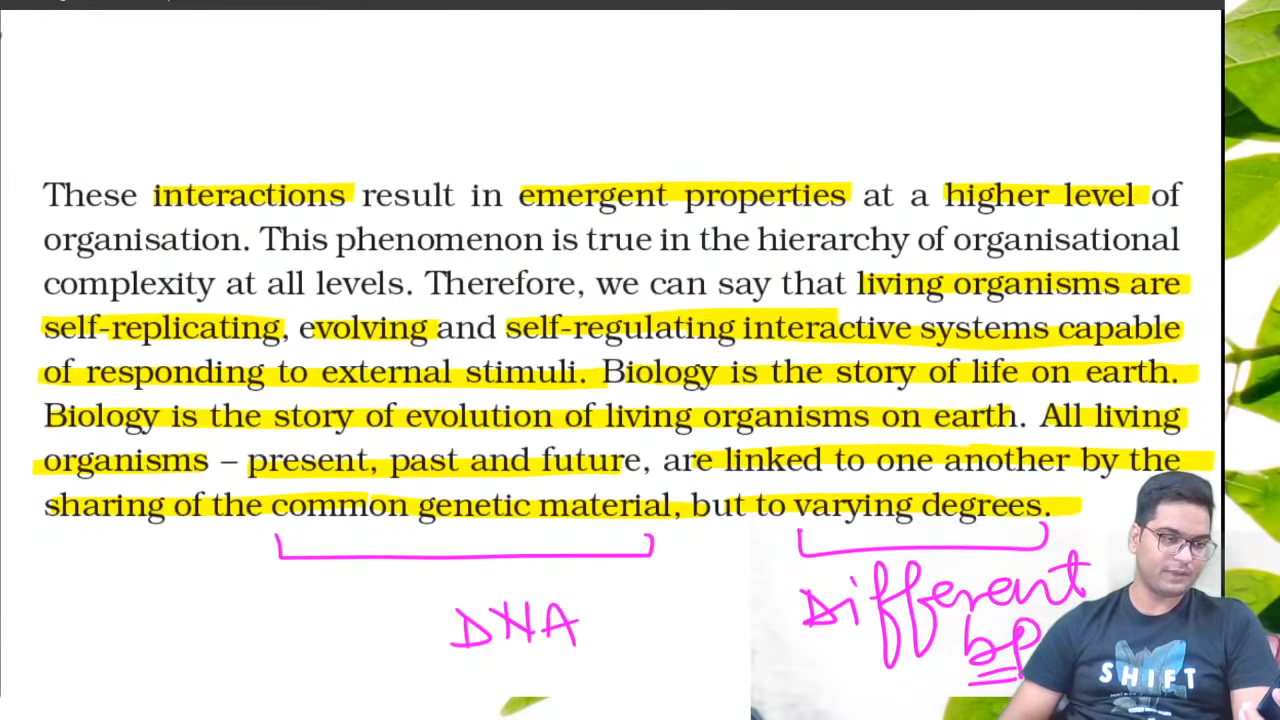 These interactions result in emergent properties at a higher level of
organisation. This phenomenon is true in the hierarchy of organisational
complexity at all levels. Therefore, we can say that living organisms are
self-replicating, evolving and self-regulating interactive systems capable
of responding to external stimuli. Biology is the story of life on earth.
Biology is the story of evolution of living organisms on earth. All living
organisms – present, past and future, are linked to one another by the
sharing of the common genetic material, but to varying degrees.
DNA
Different
bp
SHIFT